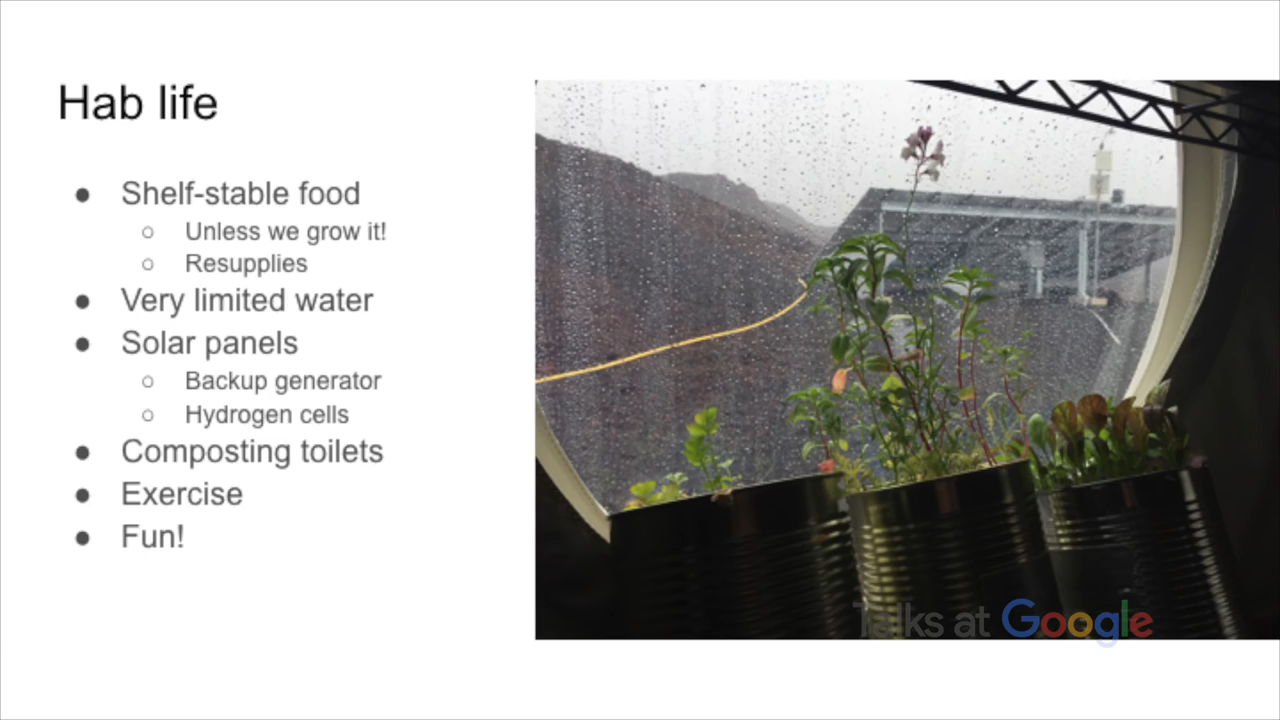 Hab life
● Shelf-stable food
○ Unless we grow it!
○ Resupplies
● Very limited water
● Solar panels
○ Backup generator
○ Hydrogen cells
● Composting toilets
● Exercise
● Fun!
Talks at Google